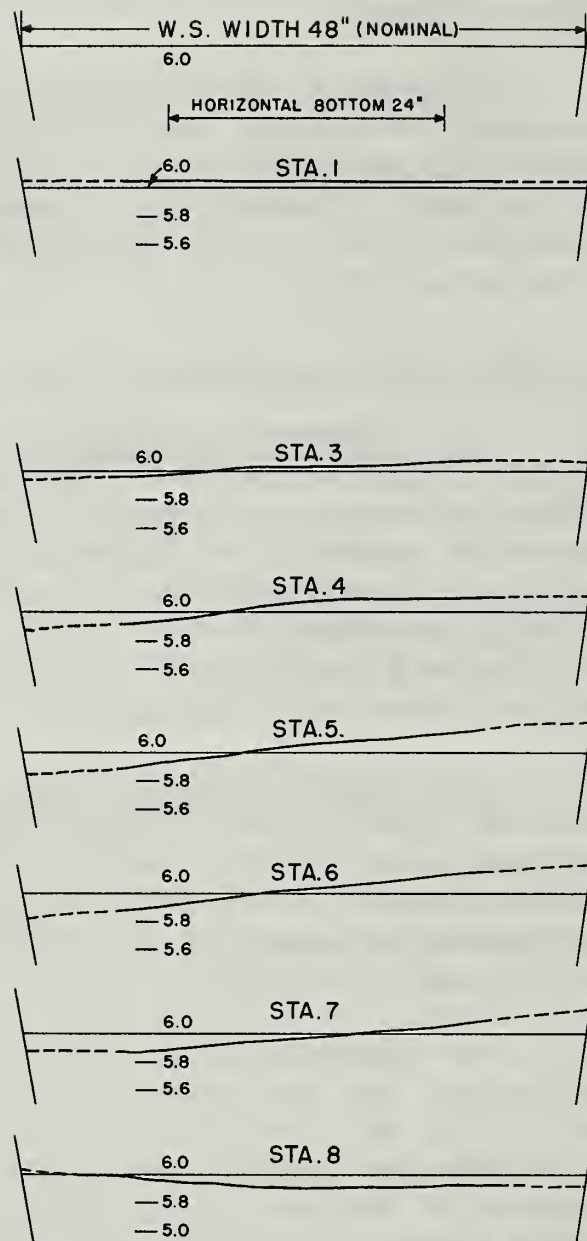 W.S. WIDTH 48" (NOMINAL)
6.0
HORIZONTAL BOTTOM 24"
6.0 STA. 1
— 5.8
— 5.6
6.0 STA. 3
— 5.8
— 5.6
6.0 STA. 4
— 5.8
— 5.6
6.0 STA. 5.
— 5.8
— 5.6
6.0 STA. 6
— 5.8
— 5.6
6.0 STA. 7
— 5.8
— 5.6
6.0 STA. 8
— 5.8
— 5.0